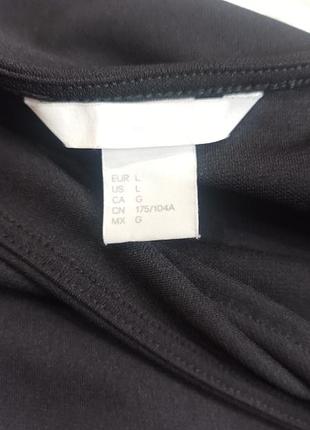 EUR L
US L
CA G
CN 175/104A
MX G